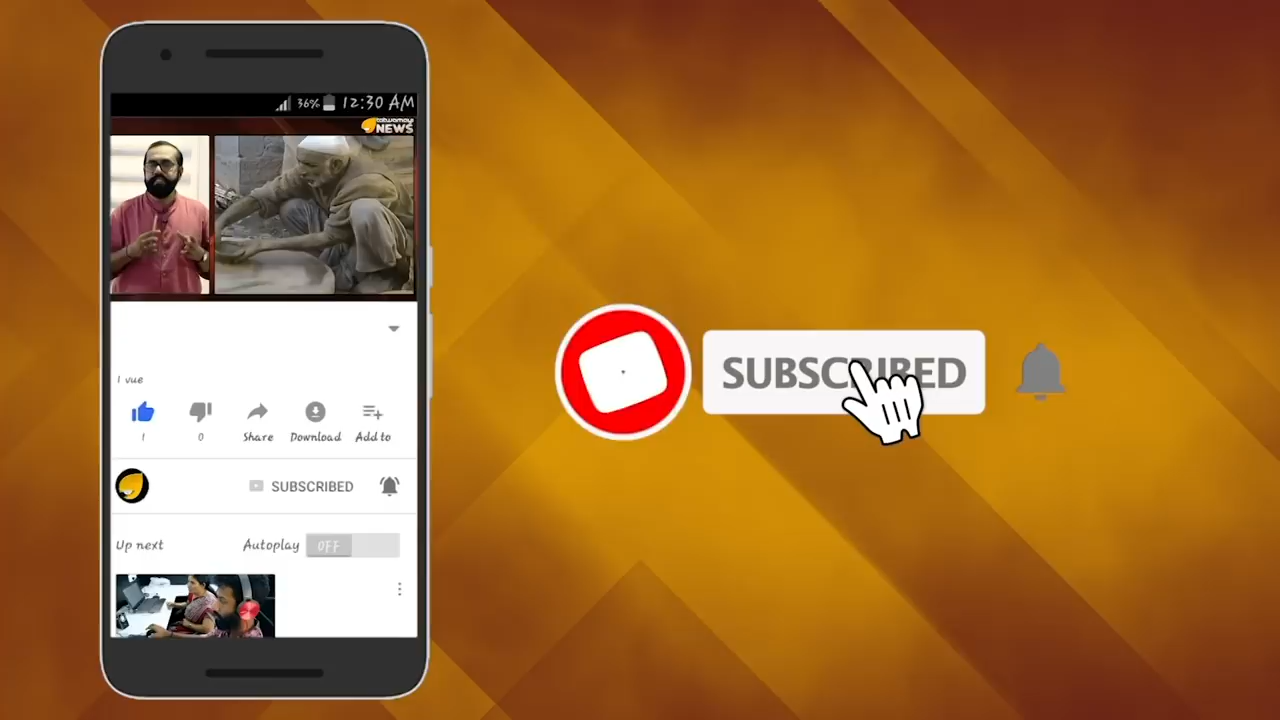 36% 12:30 AM
tatwamayi
NEWS
1 vue
1
0
Share
Download
Add to
SUBSCRIBED
Up next
Autoplay
OFF
SUBSCRIBED